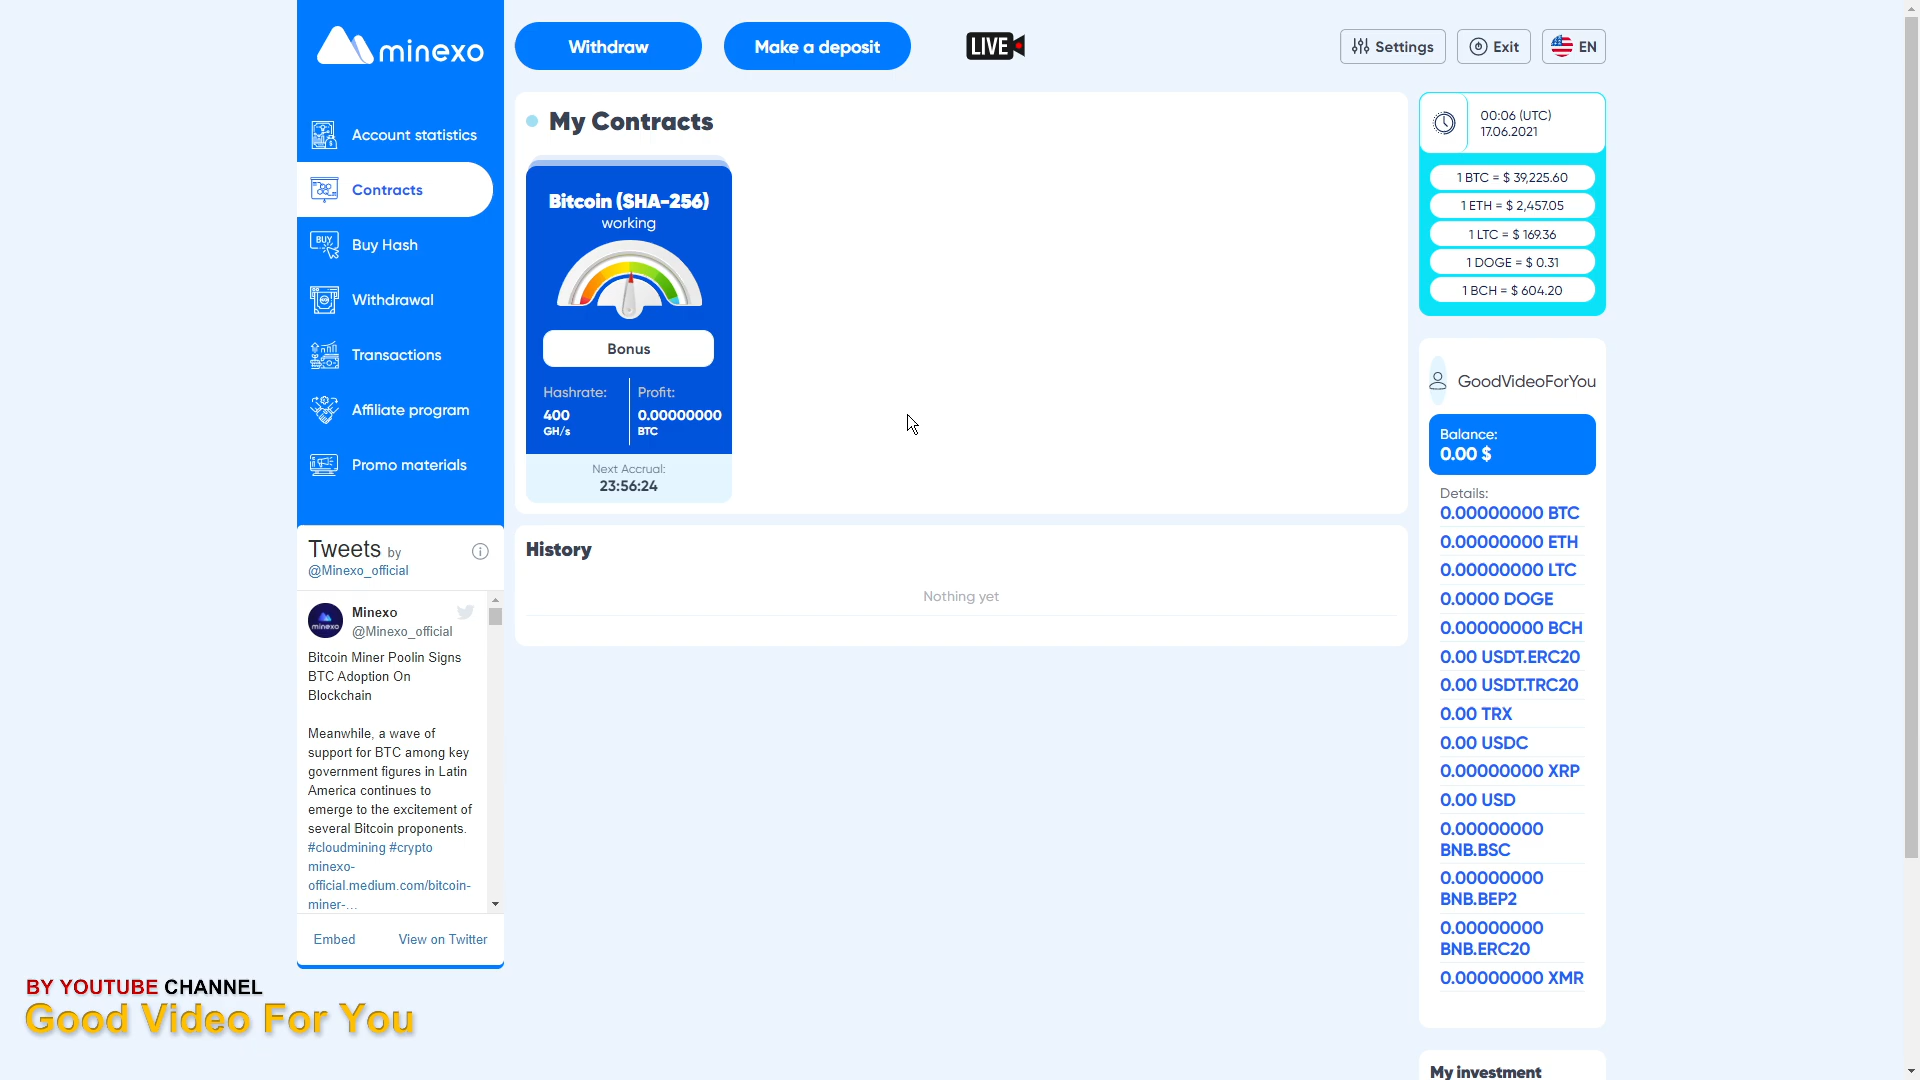 minexo
Account statistics
Contracts
BUY
Buy Hash
Withdrawal
Transactions
Affiliate program
Promo materials
Tweets by
@Minexo_official
minexo
Minexo
@Minexo_official
Bitcoin Miner Poolin Signs
BTC Adoption On
Blockchain
Meanwhile, a wave of
support for BTC among key
government figures in Latin
America continues to
emerge to the excitement of
several Bitcoin proponents.
#cloudmining #crypto
minexo-
official.medium.com/bitcoin-
miner-...
Embed View on Twitter
BY YOUTUBE CHANNEL
Good Video For You
Withdraw
Make a deposit
LIVE
My Contracts
Bitcoin (SHA-256)
working
Bonus
Hashrate: Profit:
400 0.00000000
GH/s BTC
Next Accrual:
23:56:24
History
Nothing yet
Settings
Exit
EN
00:06 (UTC)
17.06.2021
1 BTC = $ 39,225.60
1 ETH = $ 2,457.05
1 LTC = $ 169.36
1 DOGE = $ 0.31
1 BCH = $ 604.20
GoodVideoForYou
Balance:
0.00 $
Details:
0.00000000 BTC
0.00000000 ETH
0.00000000 LTC
0.0000 DOGE
0.00000000 BCH
0.00 USDT.ERC20
0.00 USDT.TRC20
0.00 TRX
0.00 USDC
0.00000000 XRP
0.00 USD
0.00000000
BNB.BSC
0.00000000
BNB.BEP2
0.00000000
BNB.ERC20
0.00000000 XMR
My investment